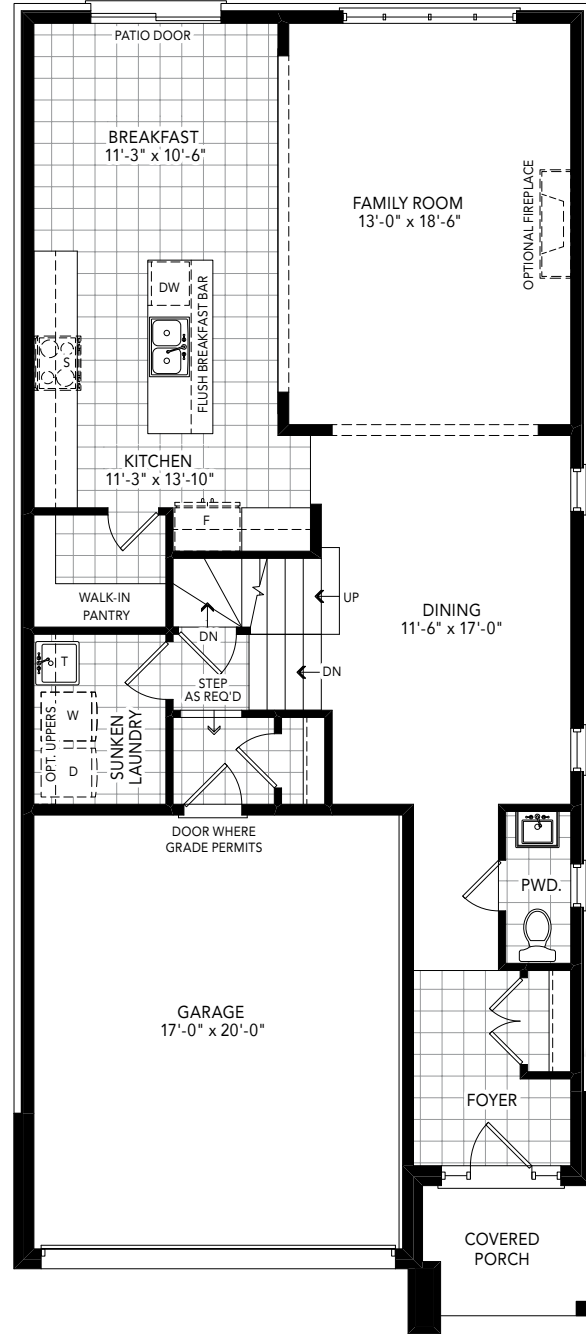 PATIO DOOR
BREAKFAST
11'-3" x 10'-6"
FAMILY ROOM
13'-0" x 18'-6"
OPTIONAL FIREPLACE
DW
FLUSH BREAKFAST BAR
S
KITCHEN
11'-3" x 13'-10"
F
WALK-IN
PANTRY
UP
DINING
11'-6" x 17'-0"
DN
DN
STEP
AS REQ'D
T
W
D
OPT. UPPERS
SUNKEN
LAUNDRY
DOOR WHERE
GRADE PERMITS
PWD.
GARAGE
17'-0" x 20'-0"
FOYER
COVERED
PORCH